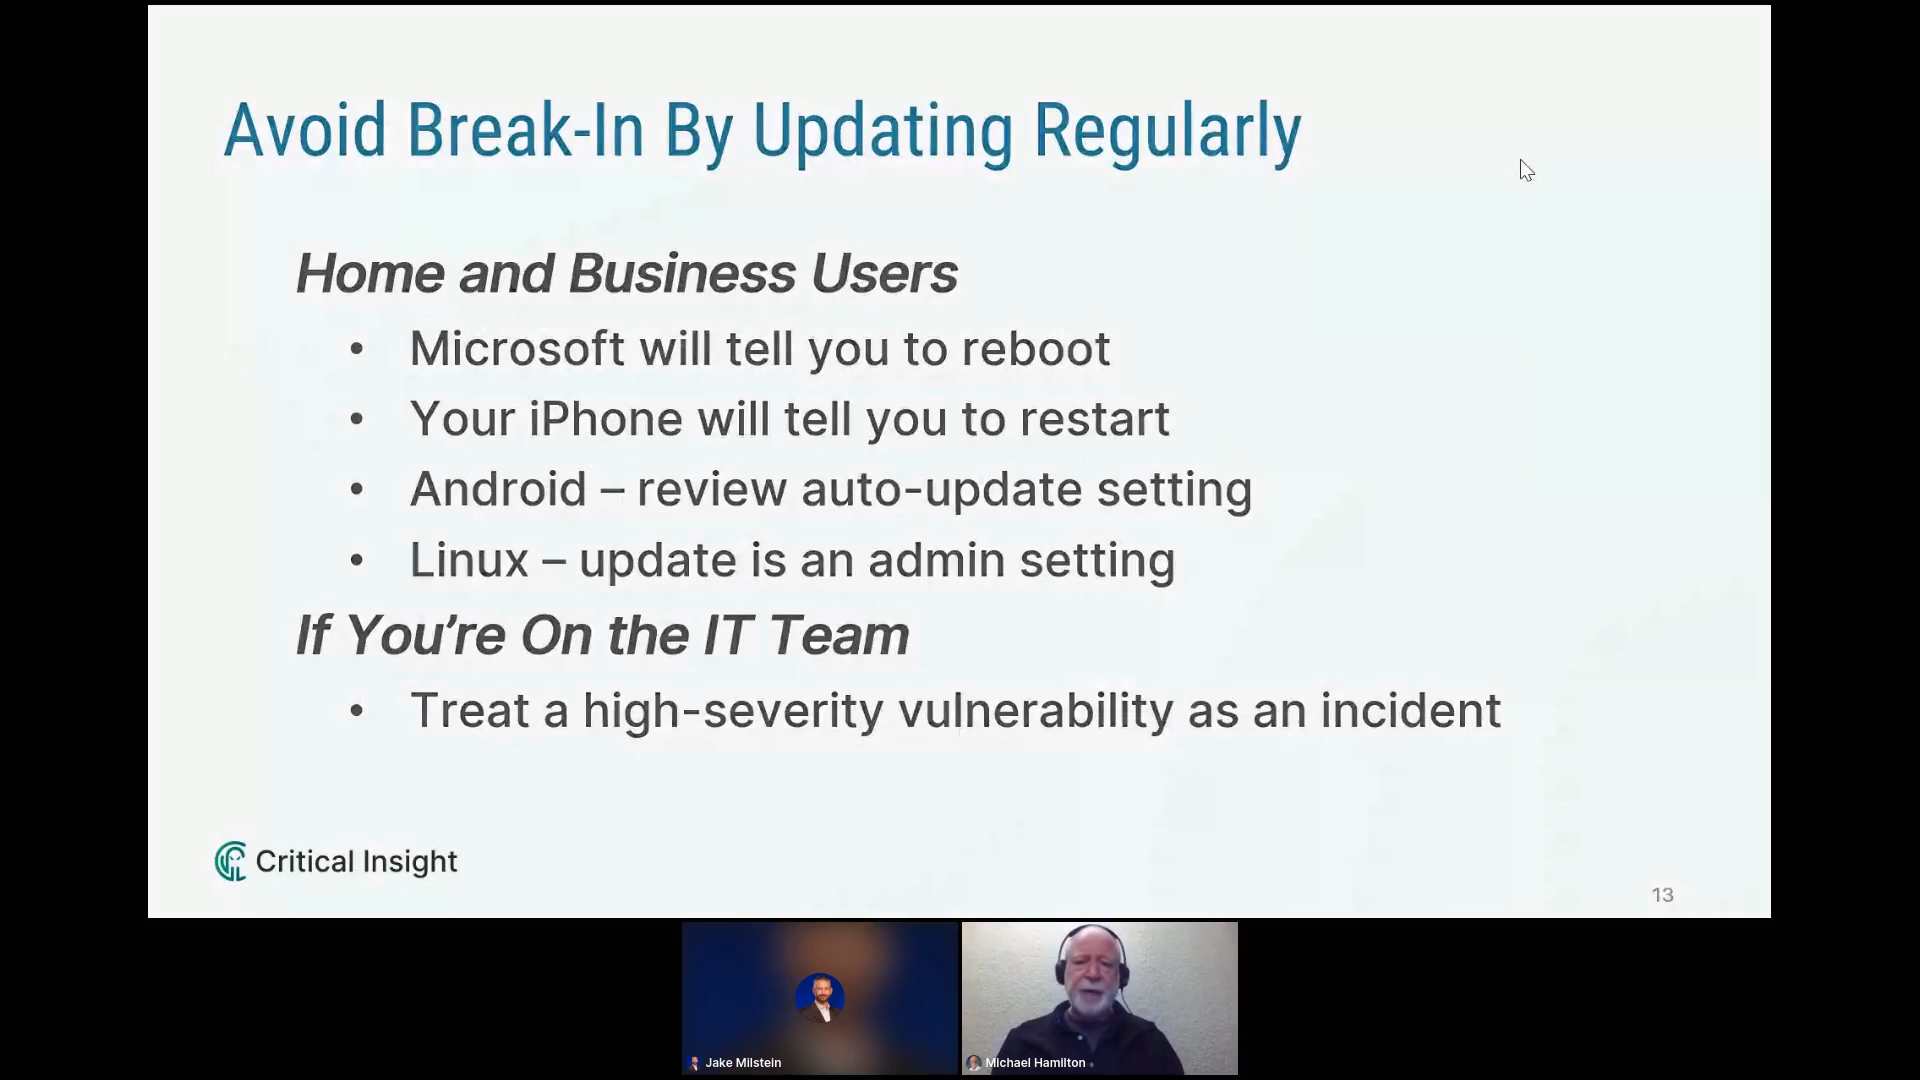 Avoid Break-In By Updating Regularly
Home and Business Users
• Microsoft will tell you to reboot
• Your iPhone will tell you to restart
• Android – review auto-update setting
• Linux – update is an admin setting
If You’re On the IT Team
• Treat a high-severity vulnerability as an incident
Critical Insight
13
Jake Milstein
Michael Hamilton